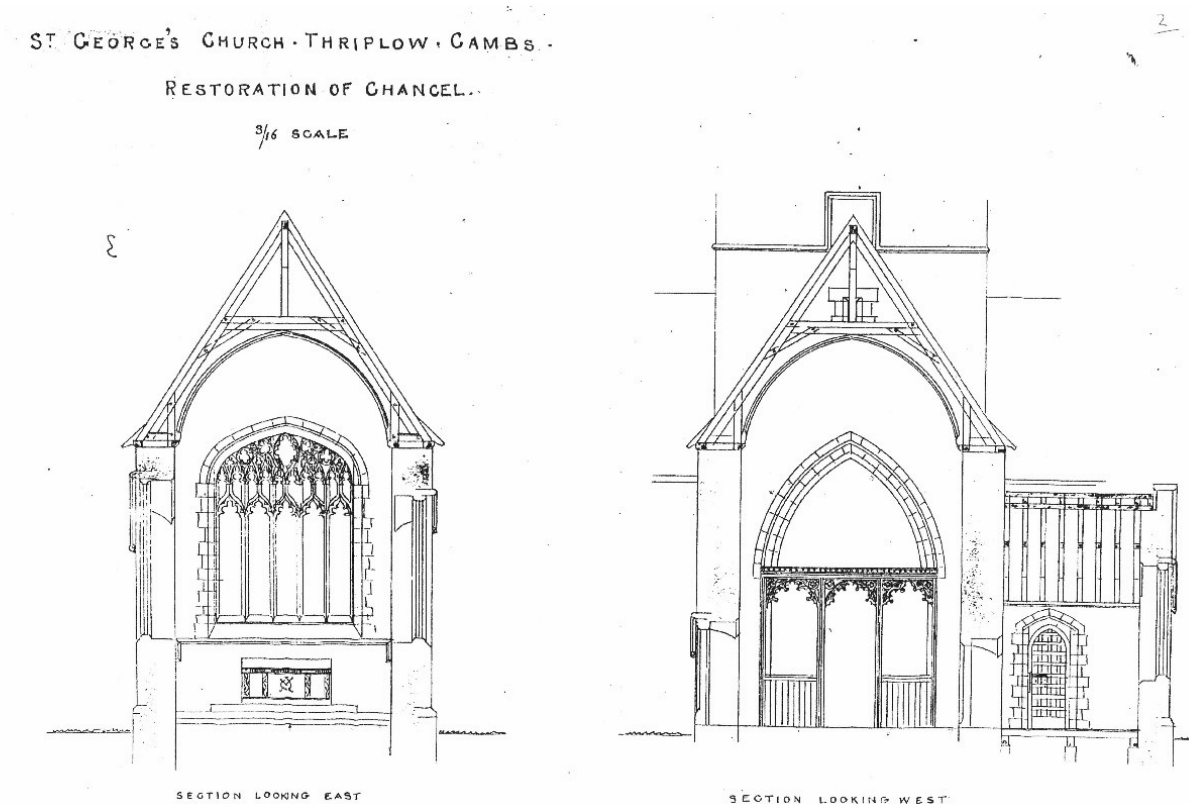 ST GEORGE'S CHURCH · THRIPLOW, CAMBS ·
RESTORATION OF CHANCEL.
3/16 SCALE
2
SECTION LOOKING EAST
SECTION LOOKING WEST